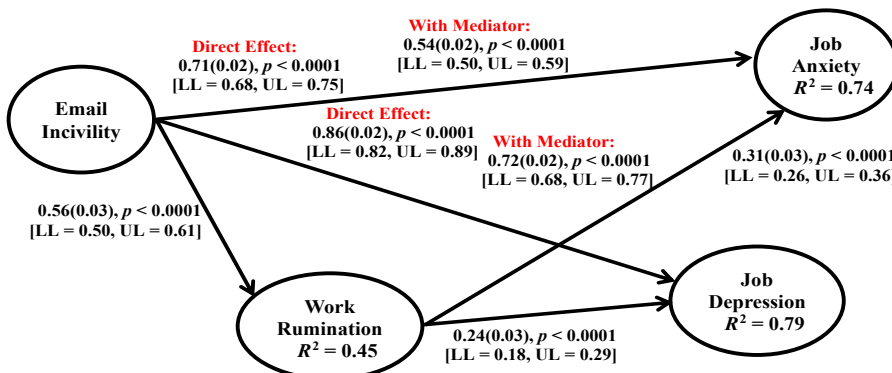 With Mediator:
0.54(0.02), p < 0.0001
[LL = 0.50, UL = 0.59]
Direct Effect:
0.71(0.02), p < 0.0001
[LL = 0.68, UL = 0.75]
Job
Anxiety
R² = 0.74
Email
Incivility
Direct Effect:
0.86(0.02), p < 0.0001
[LL = 0.82, UL = 0.89]
With Mediator:
0.72(0.02), p < 0.0001
[LL = 0.68, UL = 0.77]
0.31(0.03), p < 0.0001
[LL = 0.26, UL = 0.36]
0.56(0.03), p < 0.0001
[LL = 0.50, UL = 0.61]
Work
Rumination
R² = 0.45
Job
Depression
R² = 0.79
0.24(0.03), p < 0.0001
[LL = 0.18, UL = 0.29]